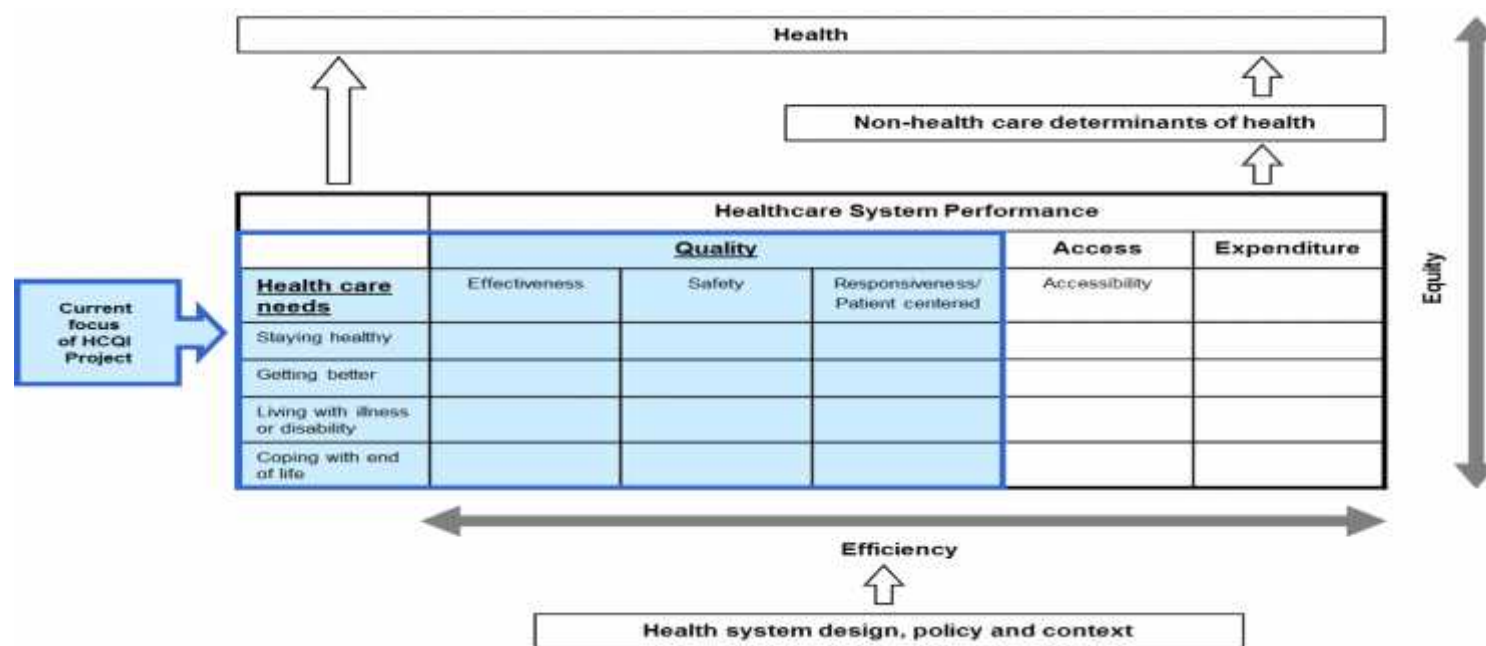 Health
Non-health care determinants of health
Healthcare System Performance
Quality
Access
Expenditure
Health care
needs
Effectiveness
Safety
Responsiveness/
Patient centered
Accessibility
Staying healthy
Getting better
Living with illness
or disability
Coping with end
of life
Current
focus
of HCQI
Project
Equity
Efficiency
Health system design, policy and context